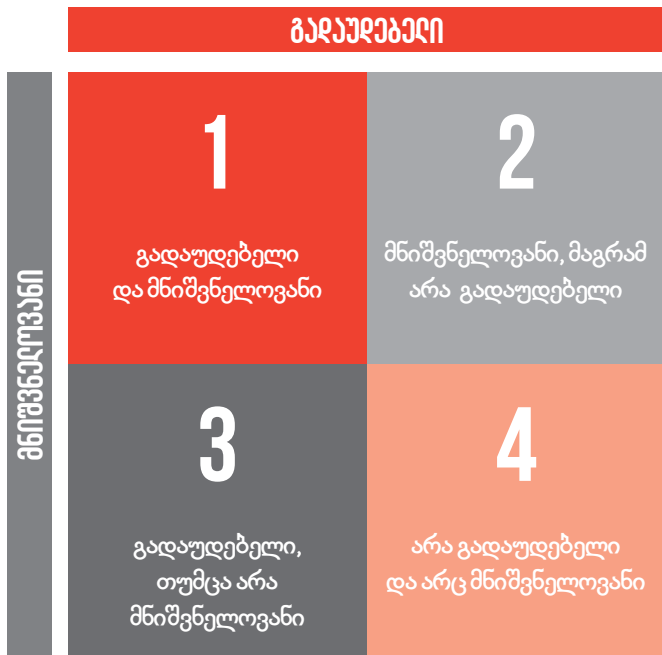 გადაუდებელი
მნიშვნელოვანი
1
გადაუდებელი
და მნიშვნელოვანი
2
მნიშვნელოვანი, მაგრამ
არა გადაუდებელი
3
გადაუდებელი,
თუმცა არა
მნიშვნელოვანი
4
არა გადაუდებელი
და არც მნიშვნელოვანი